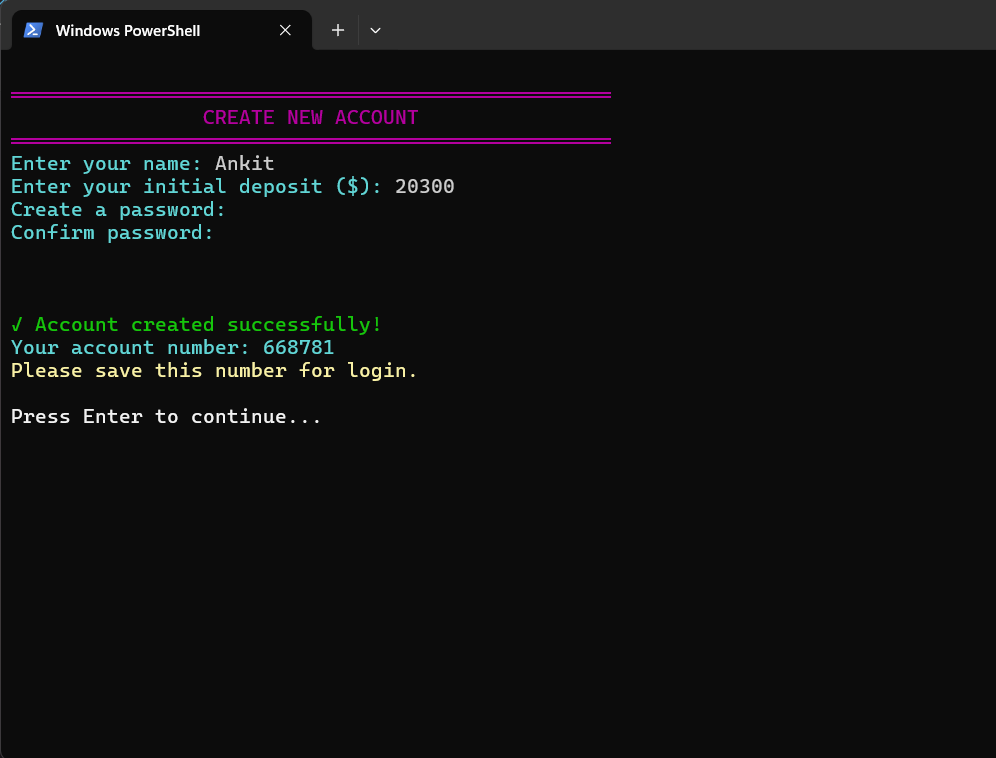 Windows PowerShell
CREATE NEW ACCOUNT
Enter your name: Ankit
Enter your initial deposit ($): 20300
Create a password:
Confirm password:
✓ Account created successfully!
Your account number: 668781
Please save this number for login.
Press Enter to continue...